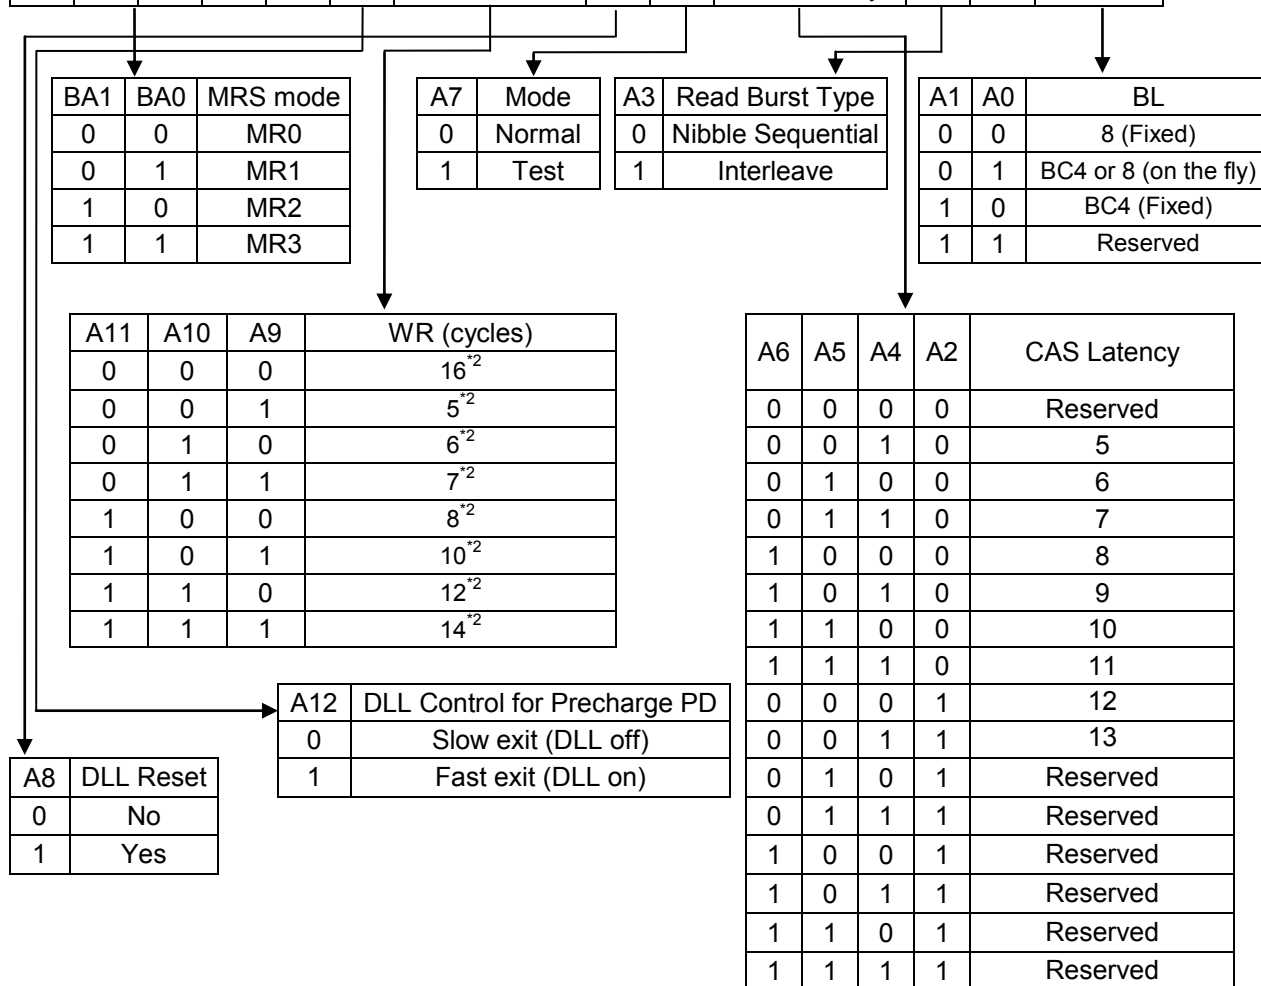 BA1 BA0 MRS mode
0 0 MR0
0 1 MR1
1 0 MR2
1 1 MR3
A7 Mode
0 Normal
1 Test
A3 Read Burst Type
0 Nibble Sequential
1 Interleave
A1 A0 BL
0 0 8 (Fixed)
0 1 BC4 or 8 (on the fly)
1 0 BC4 (Fixed)
1 1 Reserved
A11 A10 A9 WR (cycles)
0 0 0 16*2
0 0 1 5*2
0 1 0 6*2
0 1 1 7*2
1 0 0 8*2
1 0 1 10*2
1 1 0 12*2
1 1 1 14*2
A6 A5 A4 A2 CAS Latency
0 0 0 0 Reserved
0 0 1 0 5
0 1 0 0 6
0 1 1 0 7
1 0 0 0 8
1 0 1 0 9
1 1 0 0 10
1 1 1 0 11
0 0 0 1 12
0 0 1 1 13
0 1 0 1 Reserved
0 1 1 1 Reserved
1 0 0 1 Reserved
1 0 1 1 Reserved
1 1 0 1 Reserved
1 1 1 1 Reserved
A12 DLL Control for Precharge PD
0 Slow exit (DLL off)
1 Fast exit (DLL on)
A8 DLL Reset
0 No
1 Yes